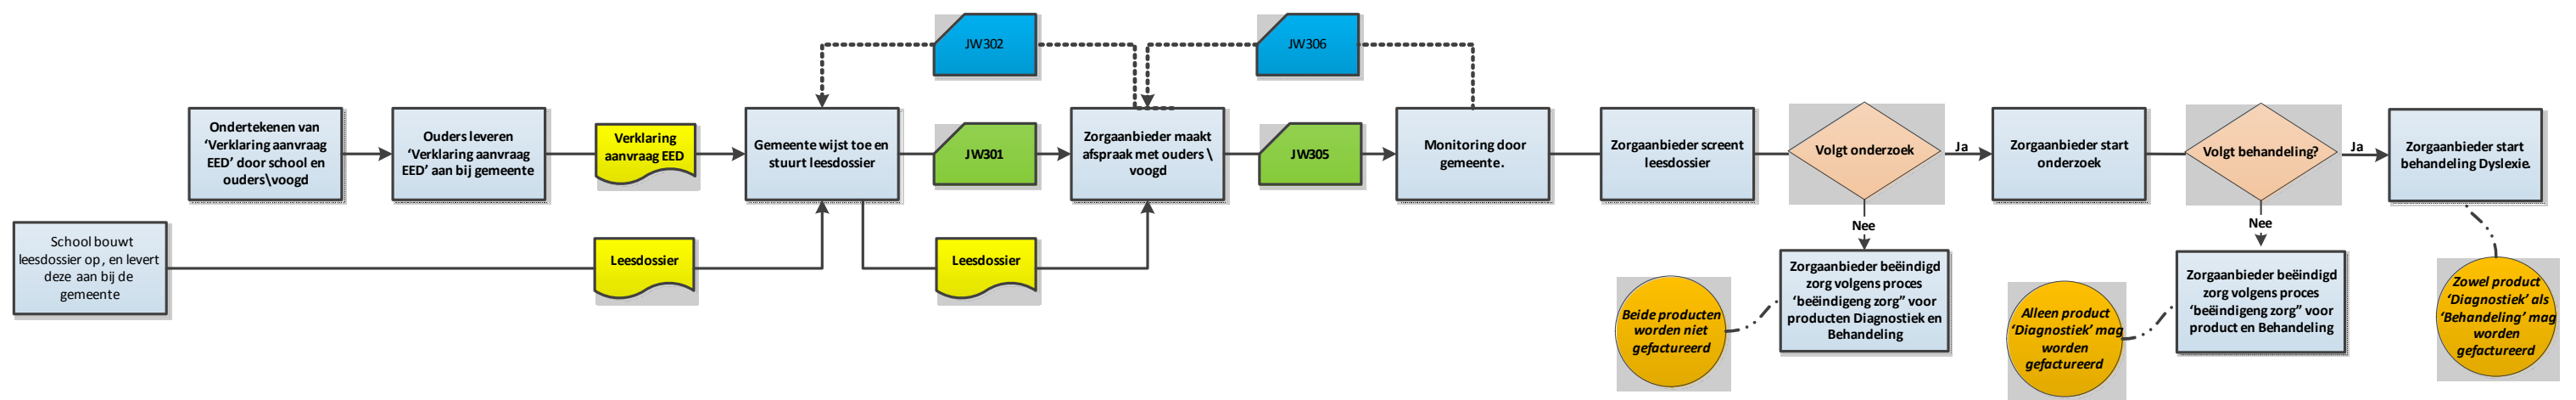 JW302
JW306
Ondertekenen van
‘Verklaring aanvraag
EED’ door school en
ouders\voogd
Ouders leveren
‘Verklaring aanvraag
EED’ aan bij gemeente
Verklaring
aanvraag EED
Gemeente wijst toe en
stuurt leesdossier
JW301
Zorgaanbieder maakt
afspraak met ouders \
voogd
JW305
Monitoring door
gemeente.
Zorgaanbieder screent
leesdossier
Volgt onderzoek
Ja
Zorgaanbieder start
onderzoek
Volgt behandeling?
Ja
Zorgaanbieder start
behandeling Dyslexie.
Nee
Nee
School bouwt
leesdossier op, en levert
deze aan bij de
gemeente
Leesdossier
Leesdossier
Beide producten
worden niet
gefactureerd
Zorgaanbieder beëindigd
zorg volgens proces
‘beëindigeng zorg” voor
producten Diagnostiek en
Behandeling
Alleen product
‘Diagnostiek’ mag
worden
gefactureerd
Zorgaanbieder beëindigd
zorg volgens proces
‘beëindigeng zorg” voor
product en Behandeling
Zowel product
‘Diagnostiek’ als
‘Behandeling’ mag
worden
gefactureerd